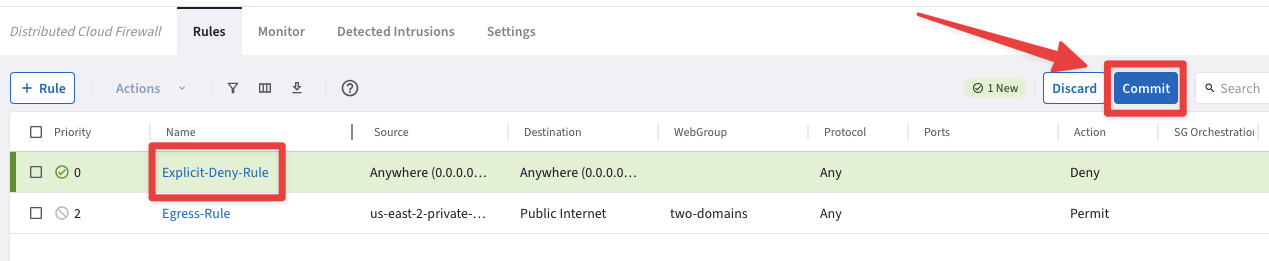 Distributed Cloud Firewall Rules Monitor Detected Intrusions Settings
+ Rule Actions 1 New Discard Commit Search
Priority Name Source Destination WebGroup Protocol Ports Action SG Orchestration
0 Explicit-Deny-Rule Anywhere (0.0.0.0… Anywhere (0.0.0.0… Any Deny
2 Egress-Rule us-east-2-private-… Public Internet two-domains Any Permit